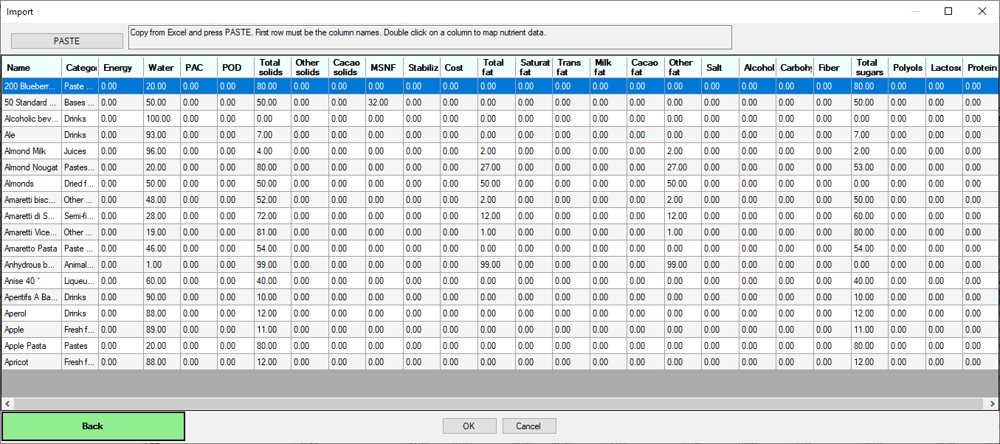 Import
PASTE
Copy from Excel and press PASTE. First row must be the column names. Double click on a column to map nutrient data.
Name Categor Energy Water PAC POD Total solids Other solids Cacao solids MSNF Stabiliz Cost Total fat Saturat fat Trans fat Milk fat Cacao fat Other fat Salt Alcohol Carbohy Fiber Total sugars Polyols Lactose Protein
200 Blueberr... Paste ... 0.00 20.00 0.00 0.00 80.00 0.00 0.00 0.00 0.00 0.00 0.00 0.00 0.00 0.00 0.00 0.00 0.00 0.00 0.00 0.00 80.00 0.00 0.00 0.00
50 Standard ... Bases ... 0.00 50.00 0.00 0.00 50.00 0.00 0.00 32.00 0.00 0.00 0.00 0.00 0.00 0.00 0.00 0.00 0.00 0.00 0.00 0.00 50.00 0.00 0.00 0.00
Alcoholic bev... Drinks 0.00 100.00 0.00 0.00 0.00 0.00 0.00 0.00 0.00 0.00 0.00 0.00 0.00 0.00 0.00 0.00 0.00 0.00 0.00 0.00 0.00 0.00 0.00 0.00
Ale Drinks 0.00 93.00 0.00 0.00 7.00 0.00 0.00 0.00 0.00 0.00 0.00 0.00 0.00 0.00 0.00 0.00 0.00 0.00 0.00 0.00 7.00 0.00 0.00 0.00
Almond Milk Juices 0.00 96.00 0.00 0.00 4.00 0.00 0.00 0.00 0.00 0.00 2.00 0.00 0.00 0.00 0.00 2.00 0.00 0.00 0.00 0.00 2.00 0.00 0.00 0.00
Almond Nougat Pastes... 0.00 20.00 0.00 0.00 80.00 0.00 0.00 0.00 0.00 0.00 27.00 0.00 0.00 0.00 0.00 27.00 0.00 0.00 0.00 0.00 53.00 0.00 0.00 0.00
Almonds Dried f... 0.00 50.00 0.00 0.00 50.00 0.00 0.00 0.00 0.00 0.00 50.00 0.00 0.00 0.00 0.00 50.00 0.00 0.00 0.00 0.00 0.00 0.00 0.00 0.00
Amaretti bisc... Other ... 0.00 48.00 0.00 0.00 52.00 0.00 0.00 0.00 0.00 0.00 2.00 0.00 0.00 0.00 0.00 2.00 0.00 0.00 0.00 0.00 50.00 0.00 0.00 0.00
Amaretti di S... Semi-fi... 0.00 28.00 0.00 0.00 72.00 0.00 0.00 0.00 0.00 0.00 12.00 0.00 0.00 0.00 0.00 12.00 0.00 0.00 0.00 0.00 60.00 0.00 0.00 0.00
Amaretti Vice... Other ... 0.00 19.00 0.00 0.00 81.00 0.00 0.00 0.00 0.00 0.00 1.00 0.00 0.00 0.00 0.00 1.00 0.00 0.00 0.00 0.00 80.00 0.00 0.00 0.00
Amaretto Pasta Paste ... 0.00 46.00 0.00 0.00 54.00 0.00 0.00 0.00 0.00 0.00 0.00 0.00 0.00 0.00 0.00 0.00 0.00 0.00 0.00 0.00 54.00 0.00 0.00 0.00
Anhydrous b... Animal... 0.00 1.00 0.00 0.00 99.00 0.00 0.00 0.00 0.00 0.00 99.00 0.00 0.00 0.00 0.00 99.00 0.00 0.00 0.00 0.00 0.00 0.00 0.00 0.00
Anise 40 ° Liqueu... 0.00 60.00 0.00 0.00 40.00 0.00 0.00 0.00 0.00 0.00 0.00 0.00 0.00 0.00 0.00 0.00 0.00 0.00 0.00 0.00 40.00 0.00 0.00 0.00
Aperitifs A Ba... Drinks 0.00 90.00 0.00 0.00 10.00 0.00 0.00 0.00 0.00 0.00 0.00 0.00 0.00 0.00 0.00 0.00 0.00 0.00 0.00 0.00 10.00 0.00 0.00 0.00
Aperol Drinks 0.00 88.00 0.00 0.00 12.00 0.00 0.00 0.00 0.00 0.00 0.00 0.00 0.00 0.00 0.00 0.00 0.00 0.00 0.00 0.00 12.00 0.00 0.00 0.00
Apple Fresh f... 0.00 89.00 0.00 0.00 11.00 0.00 0.00 0.00 0.00 0.00 0.00 0.00 0.00 0.00 0.00 0.00 0.00 0.00 0.00 0.00 11.00 0.00 0.00 0.00
Apple Pasta Pastes 0.00 20.00 0.00 0.00 80.00 0.00 0.00 0.00 0.00 0.00 0.00 0.00 0.00 0.00 0.00 0.00 0.00 0.00 0.00 0.00 80.00 0.00 0.00 0.00
Apricot Fresh f... 0.00 88.00 0.00 0.00 12.00 0.00 0.00 0.00 0.00 0.00 0.00 0.00 0.00 0.00 0.00 0.00 0.00 0.00 0.00 0.00 12.00 0.00 0.00 0.00
Back
OK
Cancel